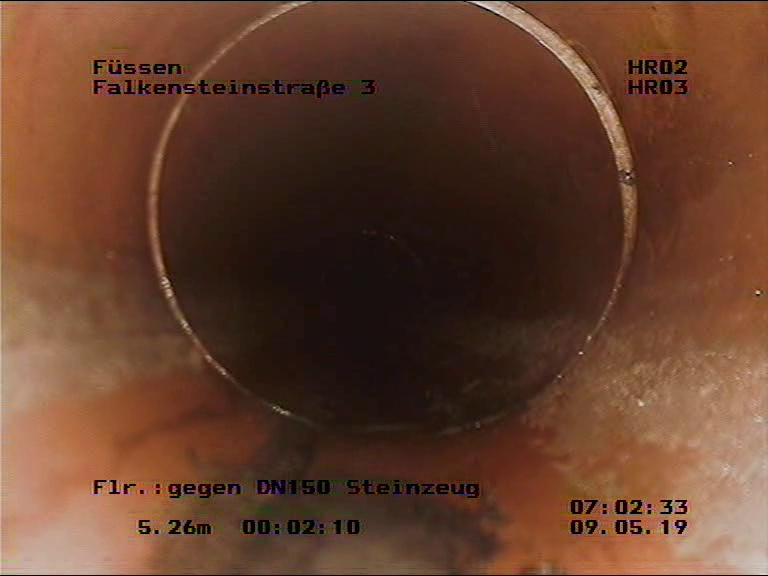 Füssen
Falkensteinstraße 3
HR02
HR03
Flr.:gegen DN150 Steinzeug
5.26m 00:02:10
07:02:33
09.05.19